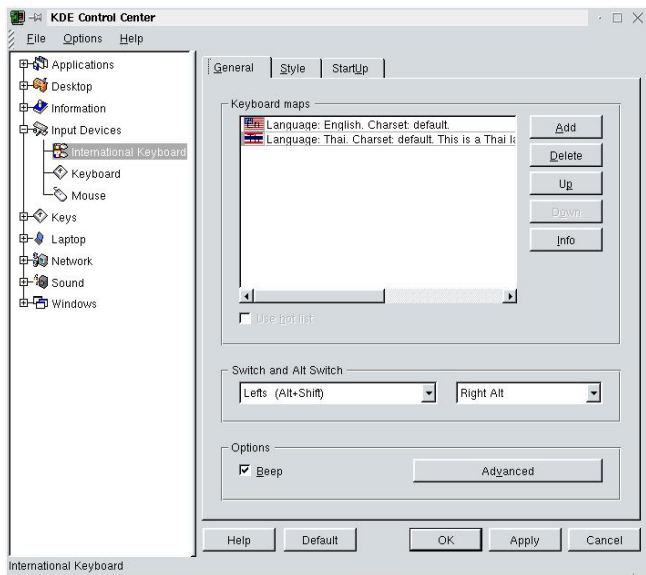 KDE Control Center
File Options Help
Applications
Desktop
Information
Input Devices
International Keyboard
Keyboard
Mouse
Keys
Laptop
Network
Sound
Windows
General Style StartUp
Keyboard maps
En Language: English. Charset: default.
Language: Thai. Charset: default. This is a Thai la
Add
Delete
Up
Down
Info
Use hot list
Switch and Alt Switch
Lefts (Alt+Shift) Right Alt
Options
Beep Advanced
Help Default OK Apply Cancel
International Keyboard